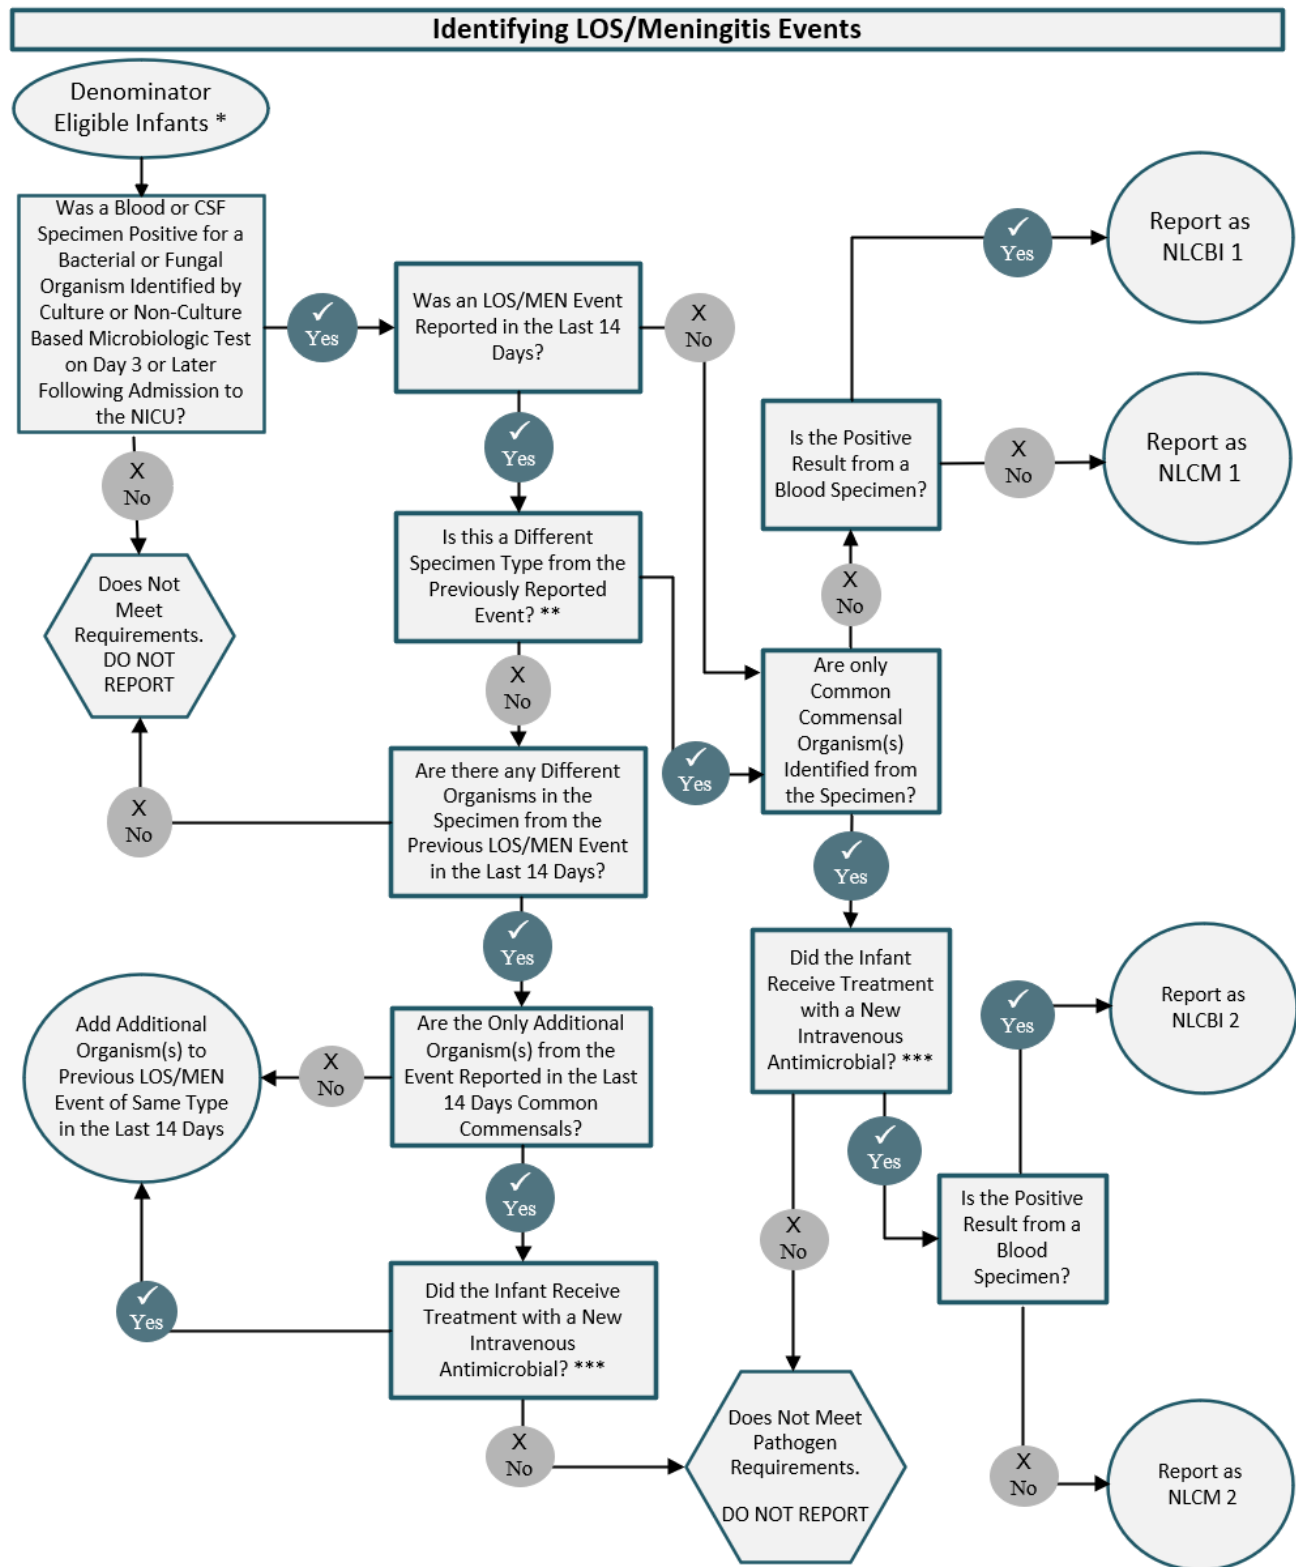 Identifying LOS/Meningitis Events
Denominator
Eligible Infants *
Was a Blood or CSF
Specimen Positive for a
Bacterial or Fungal
Organism Identified by
Culture or Non-Culture
Based Microbiologic Test
on Day 3 or Later
Following Admission to
the NICU?
✓
Yes
X
No
Does Not
Meet
Requirements.
DO NOT
REPORT
Was an LOS/MEN Event
Reported in the Last 14
Days?
X
No
✓
Yes
Is this a Different
Specimen Type from the
Previously Reported
Event? **
X
No
✓
Yes
Are there any Different
Organisms in the
Specimen from the
Previous LOS/MEN Event
in the Last 14 Days?
X
No
✓
Yes
Are the Only Additional
Organism(s) from the
Event Reported in the Last
14 Days Common
Commensals?
X
No
Add Additional
Organism(s) to
Previous LOS/MEN
Event of Same Type
in the Last 14 Days
✓
Yes
Did the Infant Receive
Treatment with a New
Intravenous
Antimicrobial? ***
✓
Yes
X
No
Does Not Meet
Pathogen
Requirements.
DO NOT REPORT
Are only
Common
Commensal
Organism(s)
Identified from
the Specimen?
X
No
Is the Positive
Result from a
Blood Specimen?
✓
Yes
Report as
NLCBI 1
X
No
Report as
NLCM 1
✓
Yes
Did the Infant
Receive Treatment
with a New
Intravenous
Antimicrobial? ***
X
No
✓
Yes
Is the Positive
Result from a
Blood
Specimen?
✓
Yes
Report as
NLCBI 2
X
No
Report as
NLCM 2